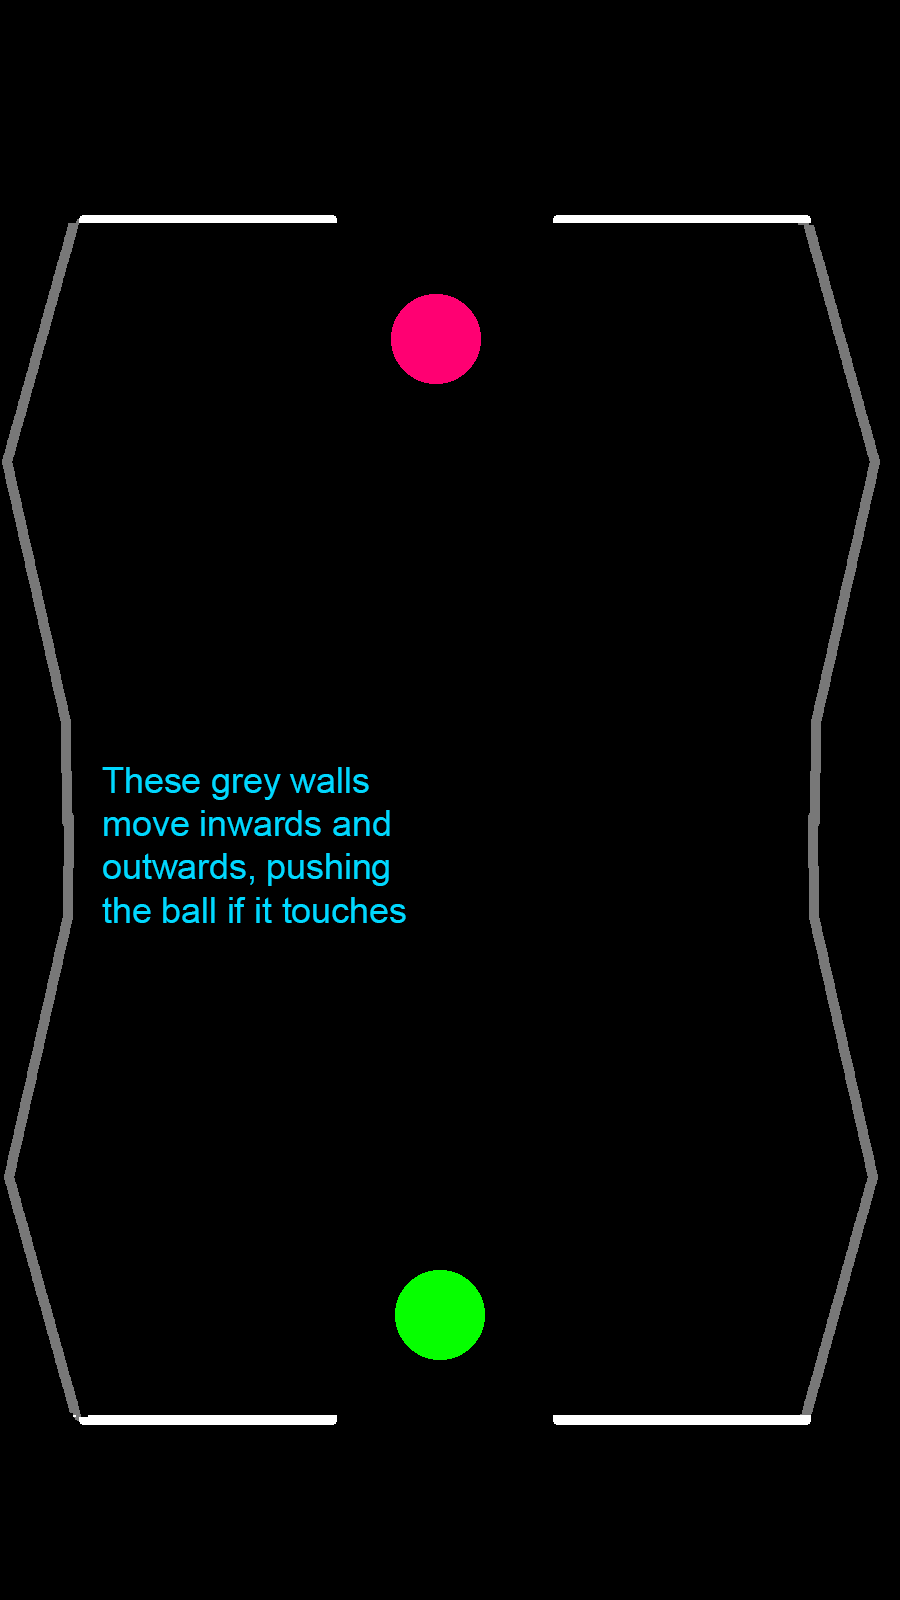 These grey walls
move inwards and
outwards, pushing
the ball if it touches